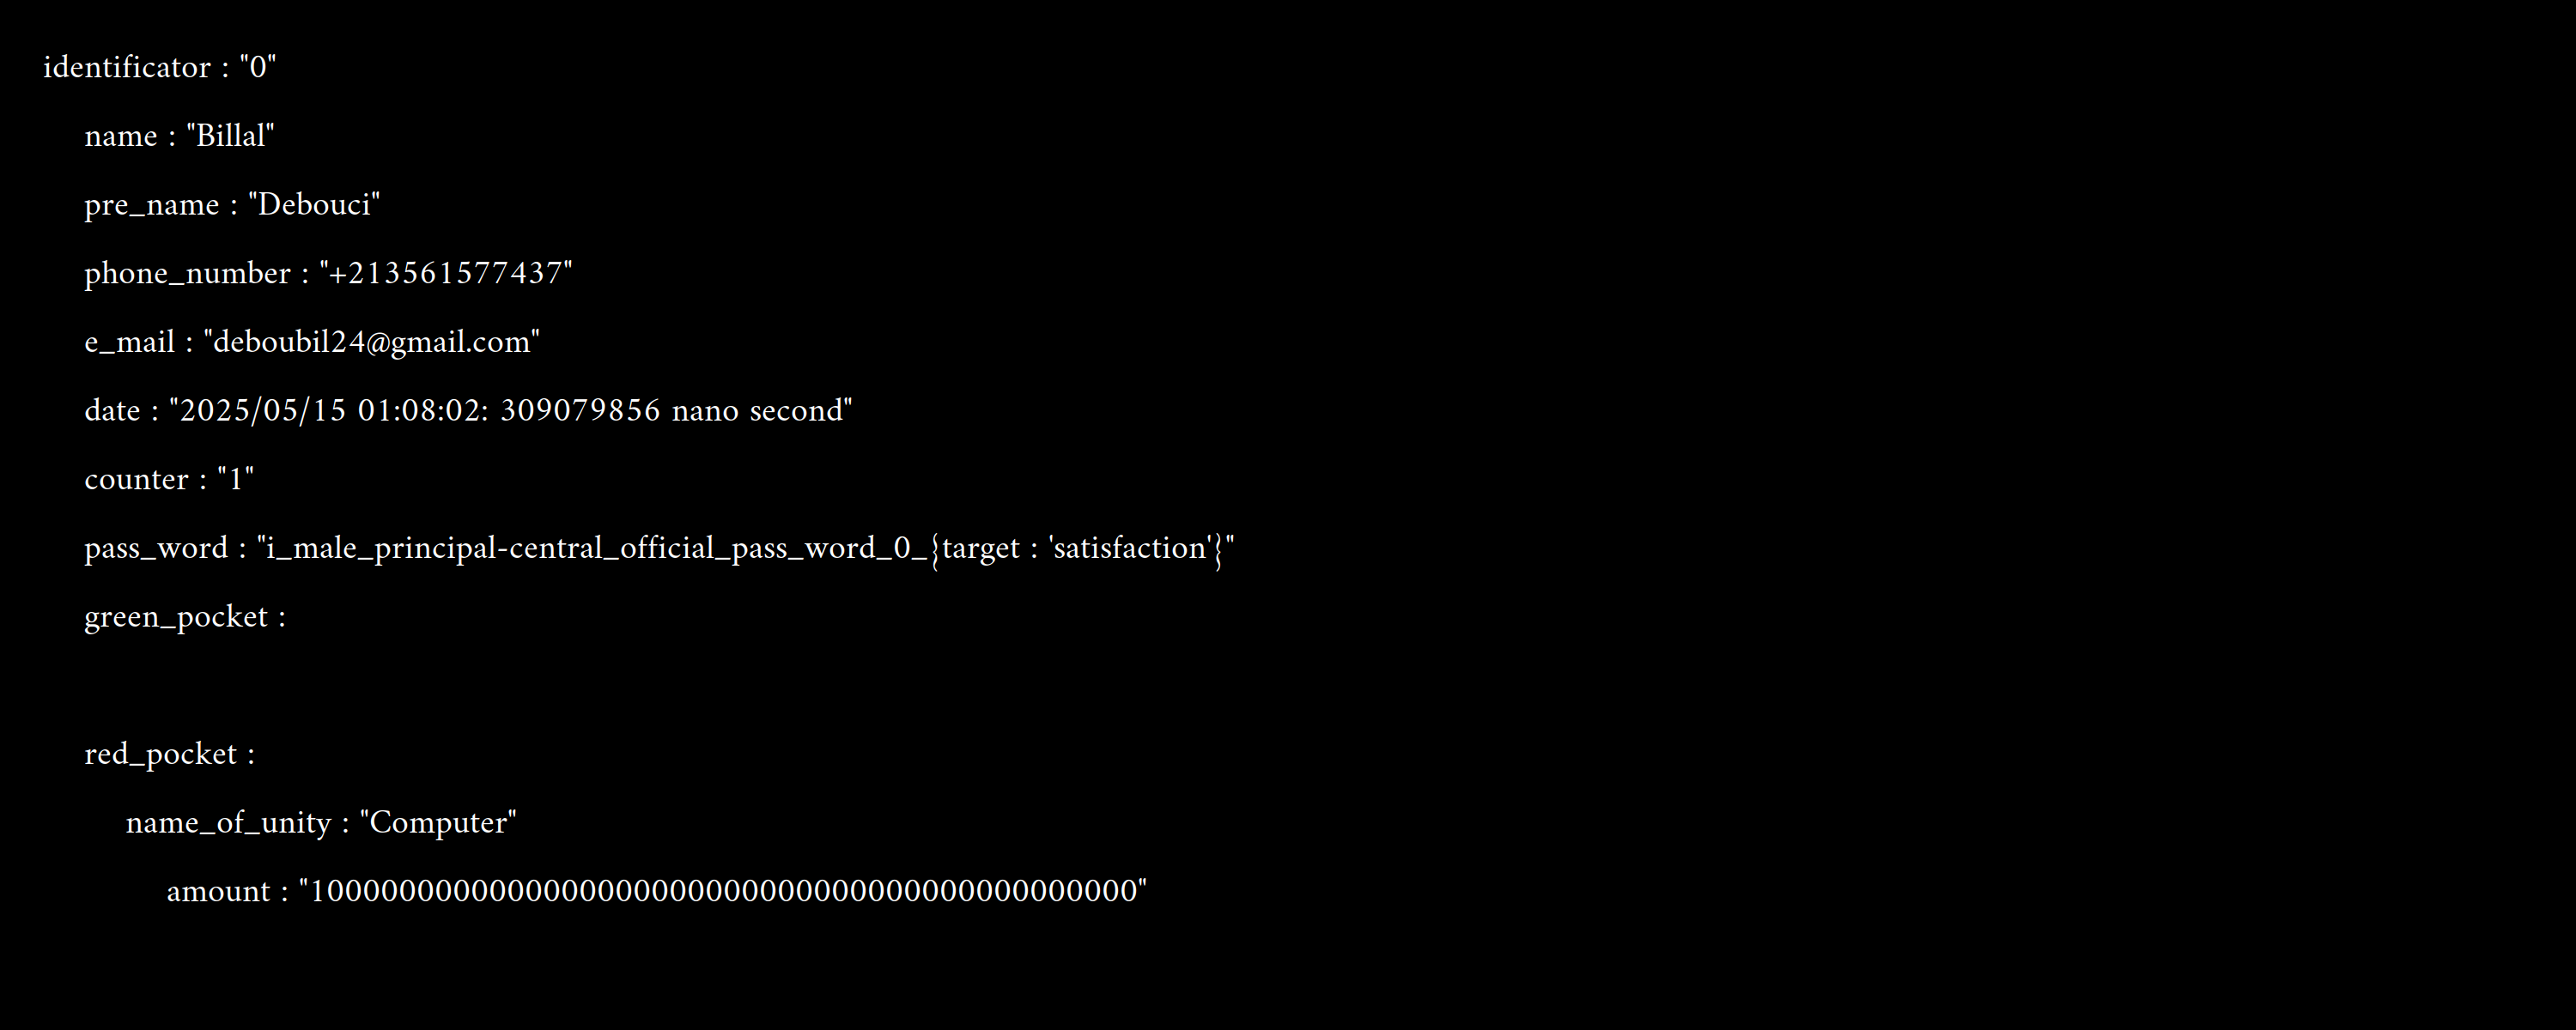 identificator : "0"
name : "Billal"
pre_name : "Debouci"
phone_number : "+213561577437"
e_mail : "deboubil24@gmail.com"
date : "2025/05/15 01:08:02: 309079856 nano second"
counter : "1"
pass_word : "i_male_principal-central_official_pass_word_0_{target : 'satisfaction'}"
green_pocket :
red_pocket :
name_of_unity : "Computer"
amount : "1000000000000000000000000000000000000000000000"